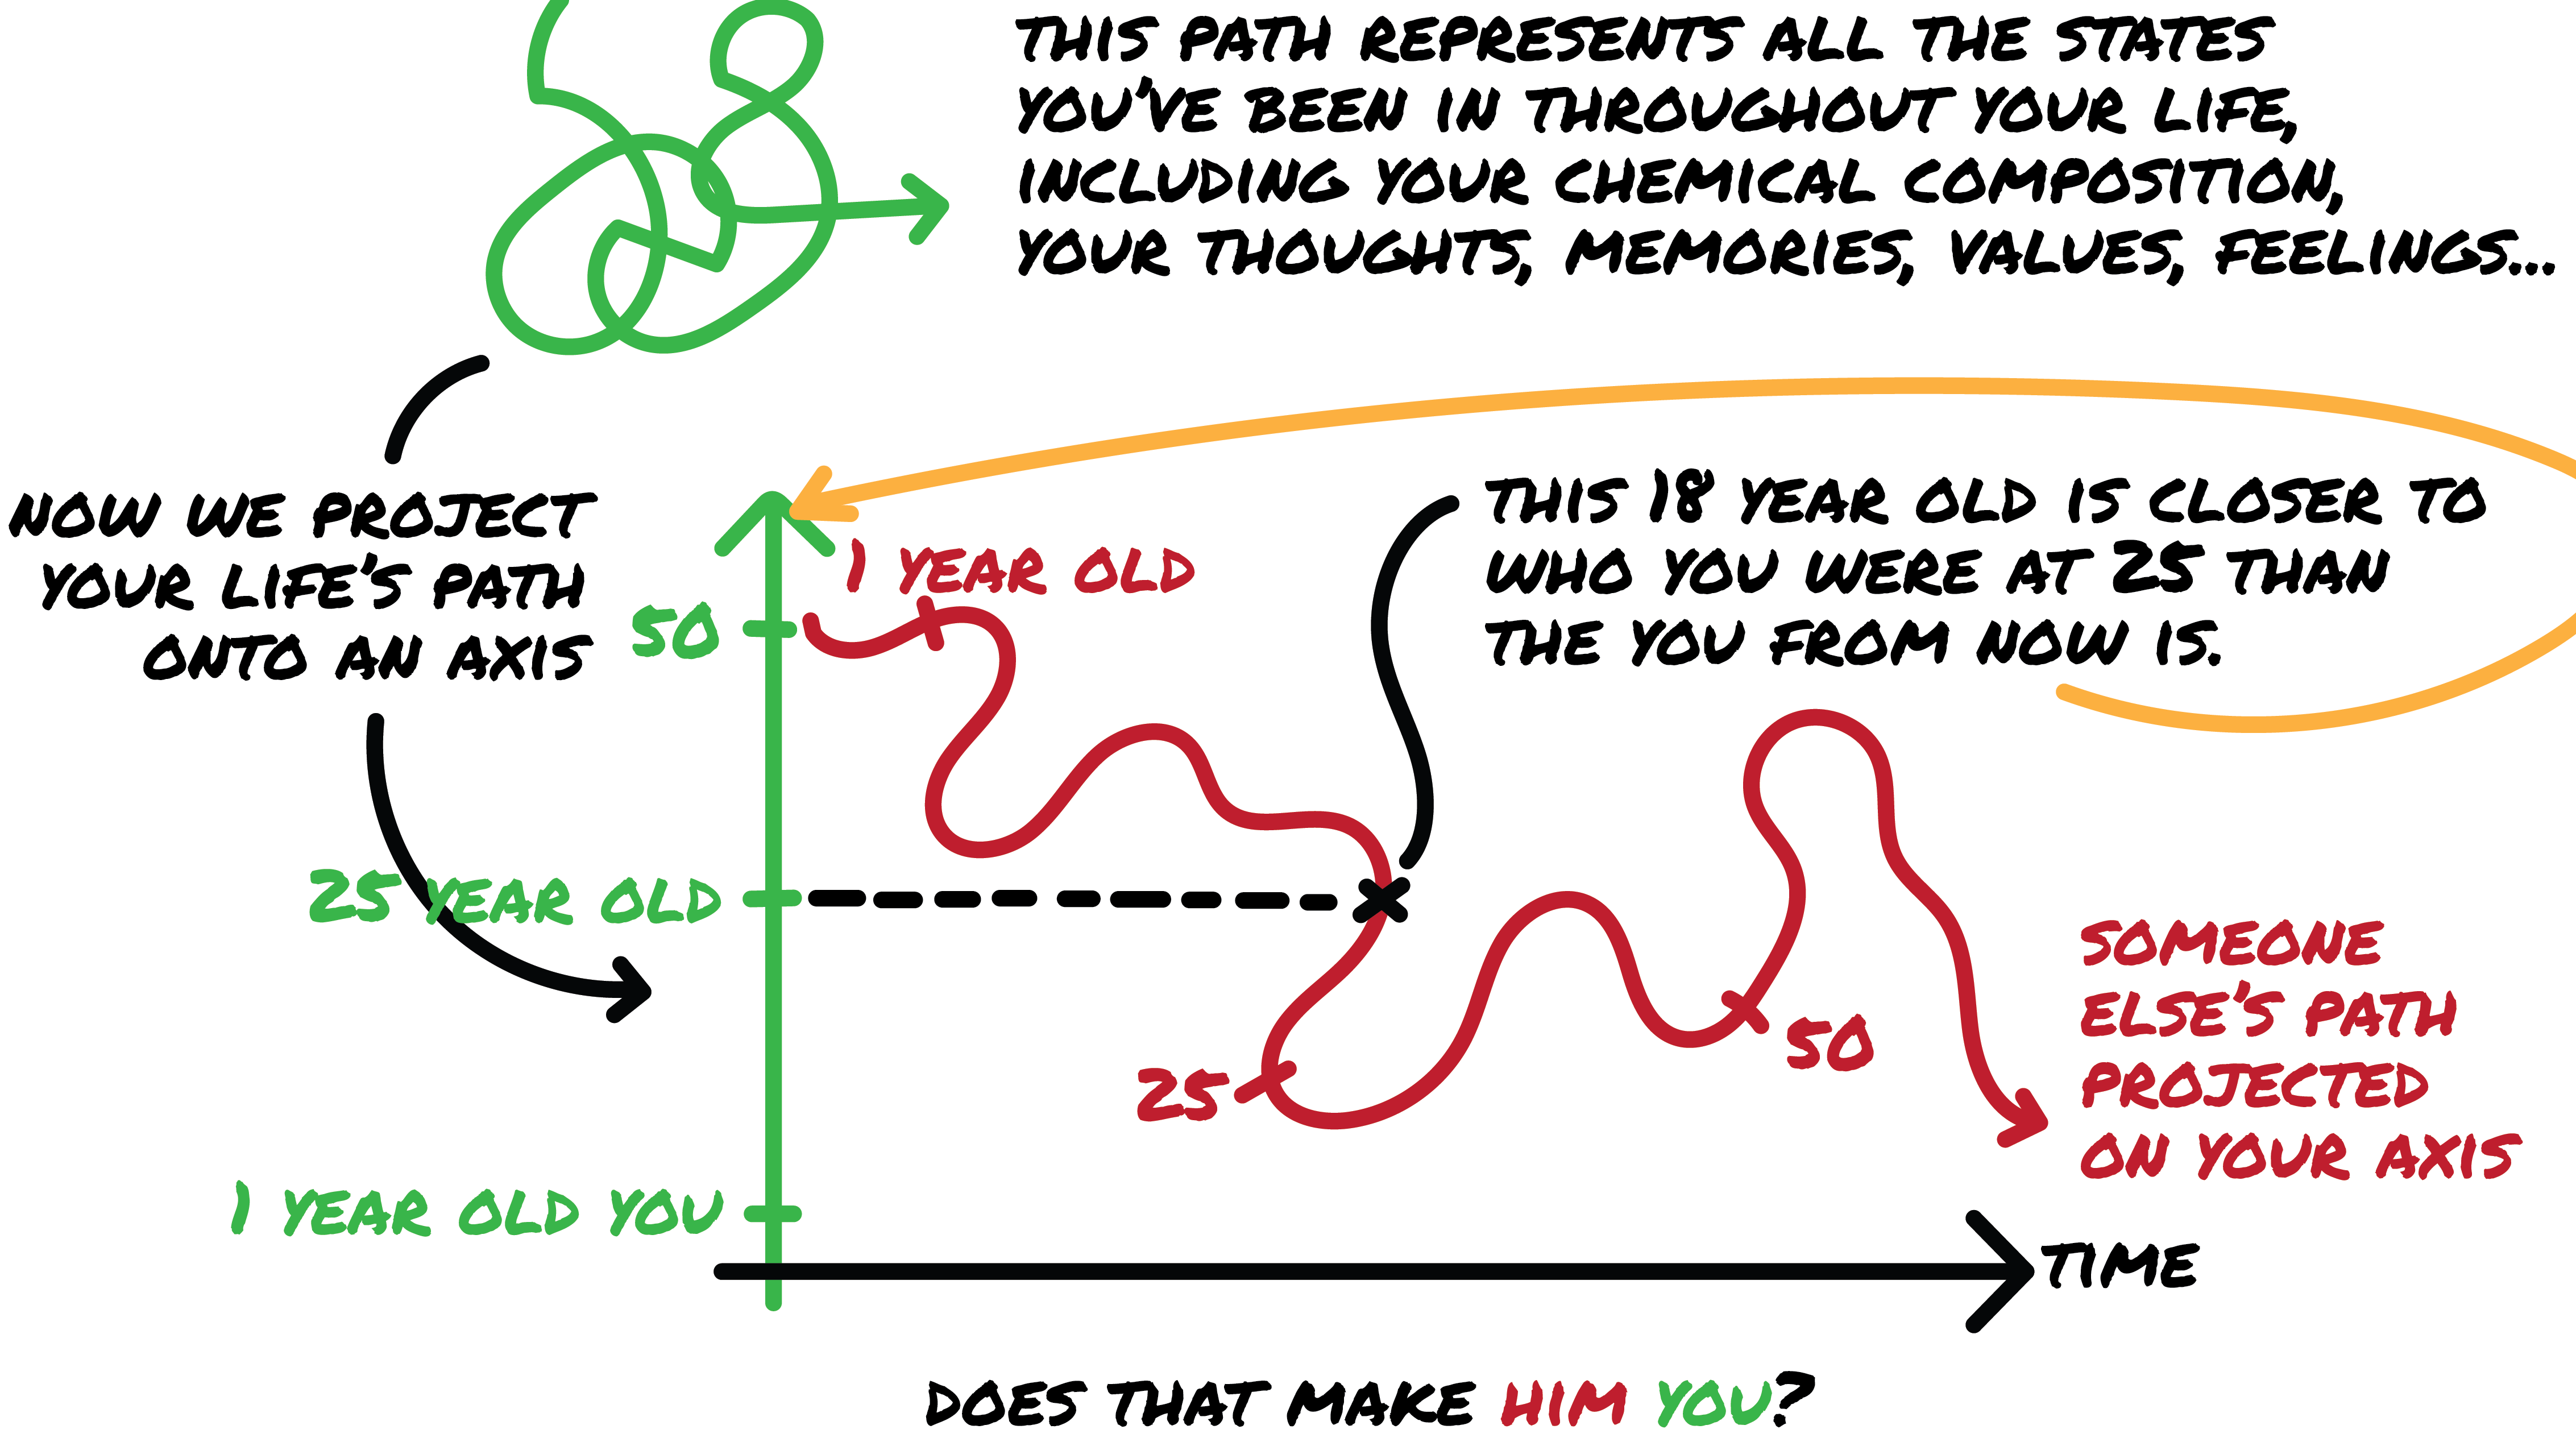 THIS PATH REPRESENTS ALL THE STATES
YOU'VE BEEN IN THROUGHOUT YOUR LIFE,
INCLUDING YOUR CHEMICAL COMPOSITION,
YOUR THOUGHTS, MEMORIES, VALUES, FEELINGS...
NOW WE PROJECT
YOUR LIFE'S PATH
ONTO AN AXIS
THIS 18 YEAR OLD IS CLOSER TO
WHO YOU WERE AT 25 THAN
THE YOU FROM NOW IS.
1 YEAR OLD
50
25 YEAR OLD
1 YEAR OLD YOU
25
50
SOMEONE
ELSE'S PATH
PROJECTED
ON YOUR AXIS
TIME
DOES THAT MAKE HIM YOU?